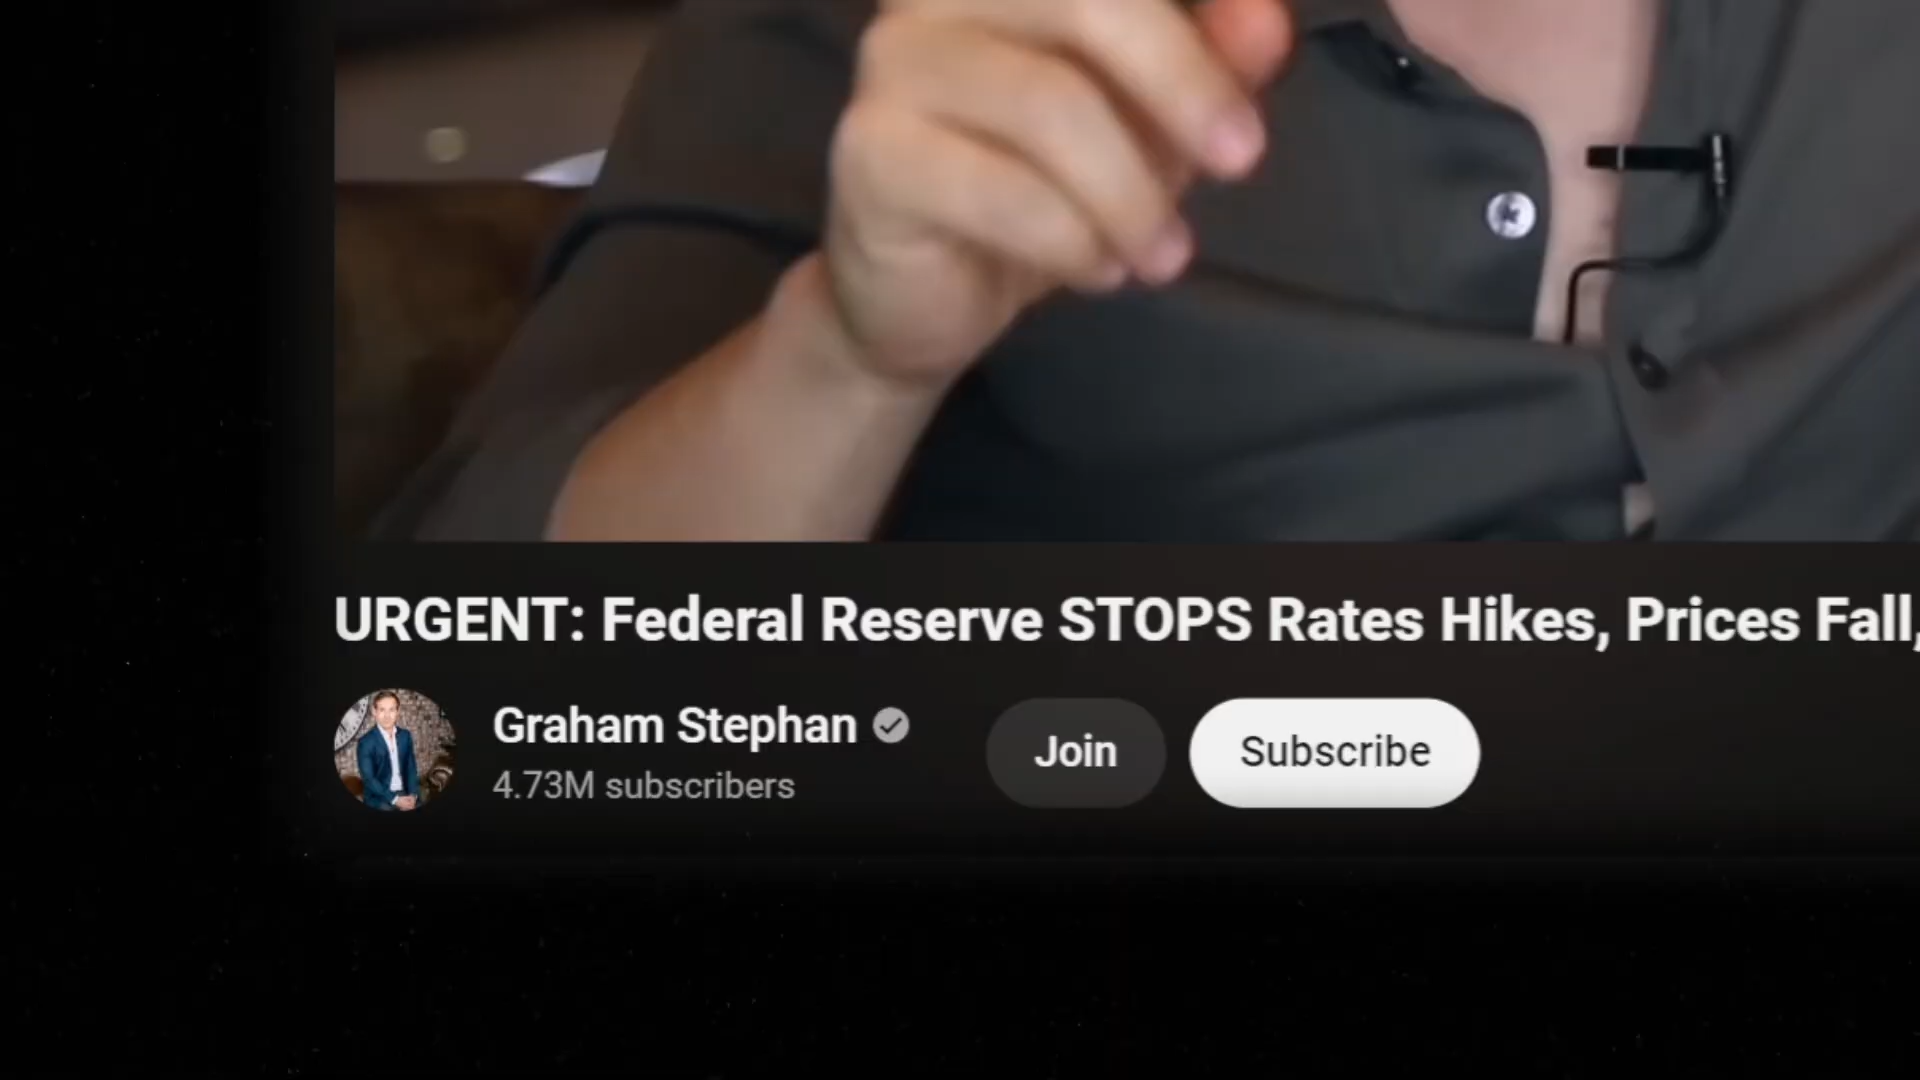 URGENT: Federal Reserve STOPS Rates Hikes, Prices Fall,
Graham Stephan
4.73M subscribers
Join
Subscribe